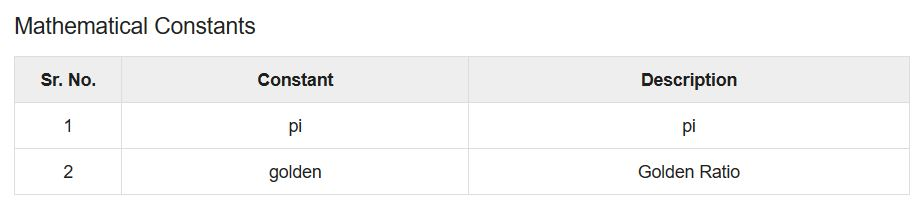 Mathematical Constants
Sr. No. Constant Description
1 pi pi
2 golden Golden Ratio